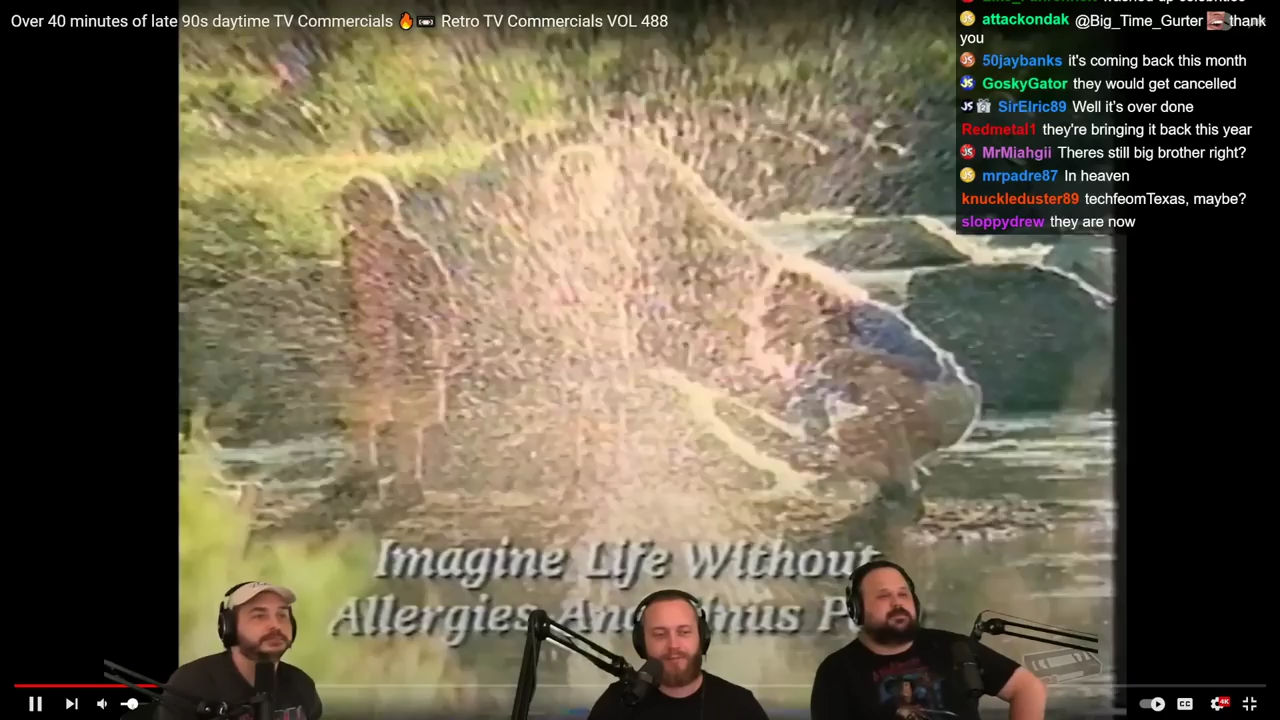 Over 40 minutes of late 90s daytime TV Commercials 🔥📼 Retro TV Commercials VOL 488
attackondak @Big_Time_Gurter thank
you
50jaybanks it's coming back this month
GoskyGator they would get cancelled
SirElric89 Well it's over done
Redmetal1 they're bringing it back this year
MrMiahgii Theres still big brother right?
mrpadre87 In heaven
knuckleduster89 techfeomTexas, maybe?
sloppydrew they are now
Imagine Life Without
Allergies
CC
4K